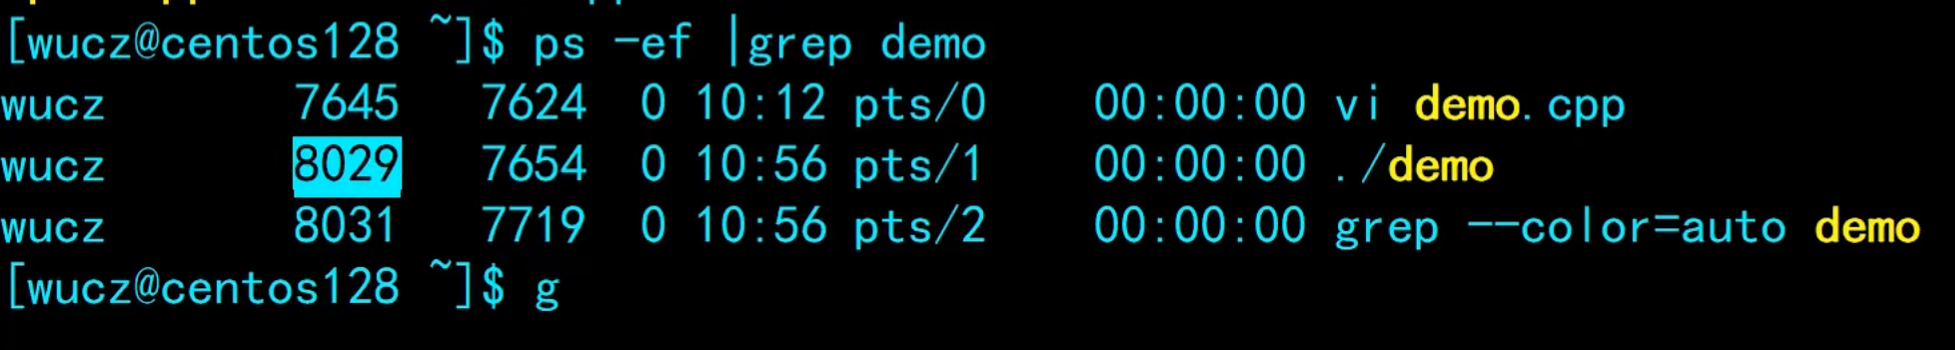 [wucz@centos128 ~]$ ps -ef |grep demo
wucz       7645   7624  0 10:12 pts/0    00:00:00 vi demo.cpp
wucz       8029   7654  0 10:56 pts/1    00:00:00 ./demo
wucz       8031   7719  0 10:56 pts/2    00:00:00 grep --color=auto demo
[wucz@centos128 ~]$ g